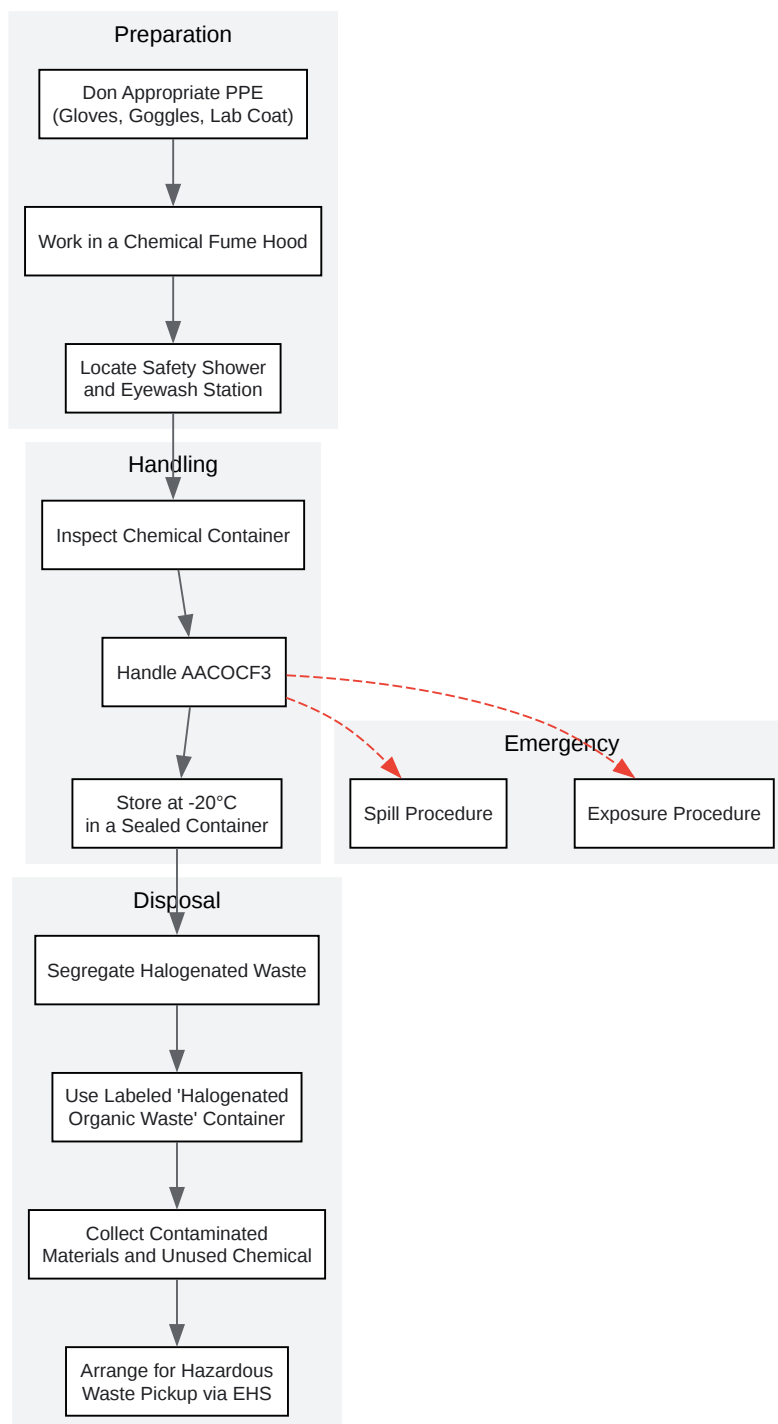 Preparation
Don Appropriate PPE
(Gloves, Goggles, Lab Coat)
Work in a Chemical Fume Hood
Locate Safety Shower
and Eyewash Station
Handling
Inspect Chemical Container
Handle AACOCF3
Emergency
Store at -20°C
in a Sealed Container
Spill Procedure
Exposure Procedure
Disposal
Segregate Halogenated Waste
Use Labeled 'Halogenated
Organic Waste' Container
Collect Contaminated
Materials and Unused Chemical
Arrange for Hazardous
Waste Pickup via EHS